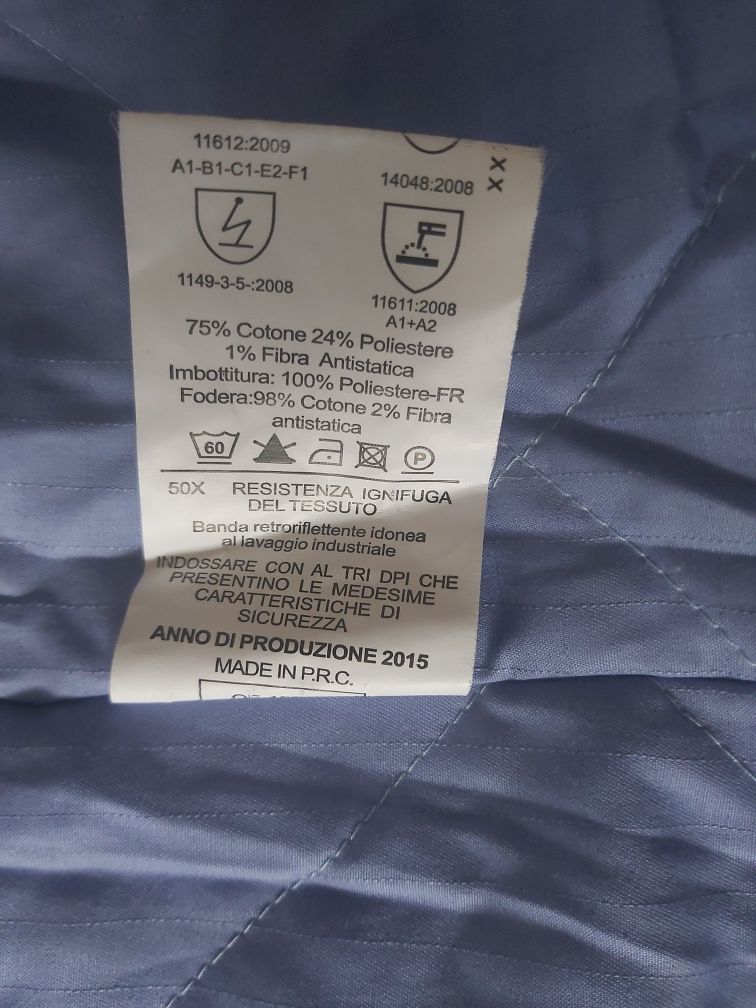 11612:2009
A1-B1-C1-E2-F1
14048:2008
X
X
1149-3-5-:2008
11611:2008
A1+A2
75% Cotone 24% Poliestere
1% Fibra Antistatica
Imbottitura: 100% Poliestere-FR
Fodera:98% Cotone 2% Fibra
antistatica
60
P
50X RESISTENZA IGNIFUGA
DEL TESSUTO
Banda retroriflettente idonea
al lavaggio industriale
INDOSSARE CON AL TRI DPI CHE
PRESENTINO LE MEDESIME
CARATTERISTICHE DI
SICUREZZA
ANNO DI PRODUZIONE 2015
MADE IN P.R.C.